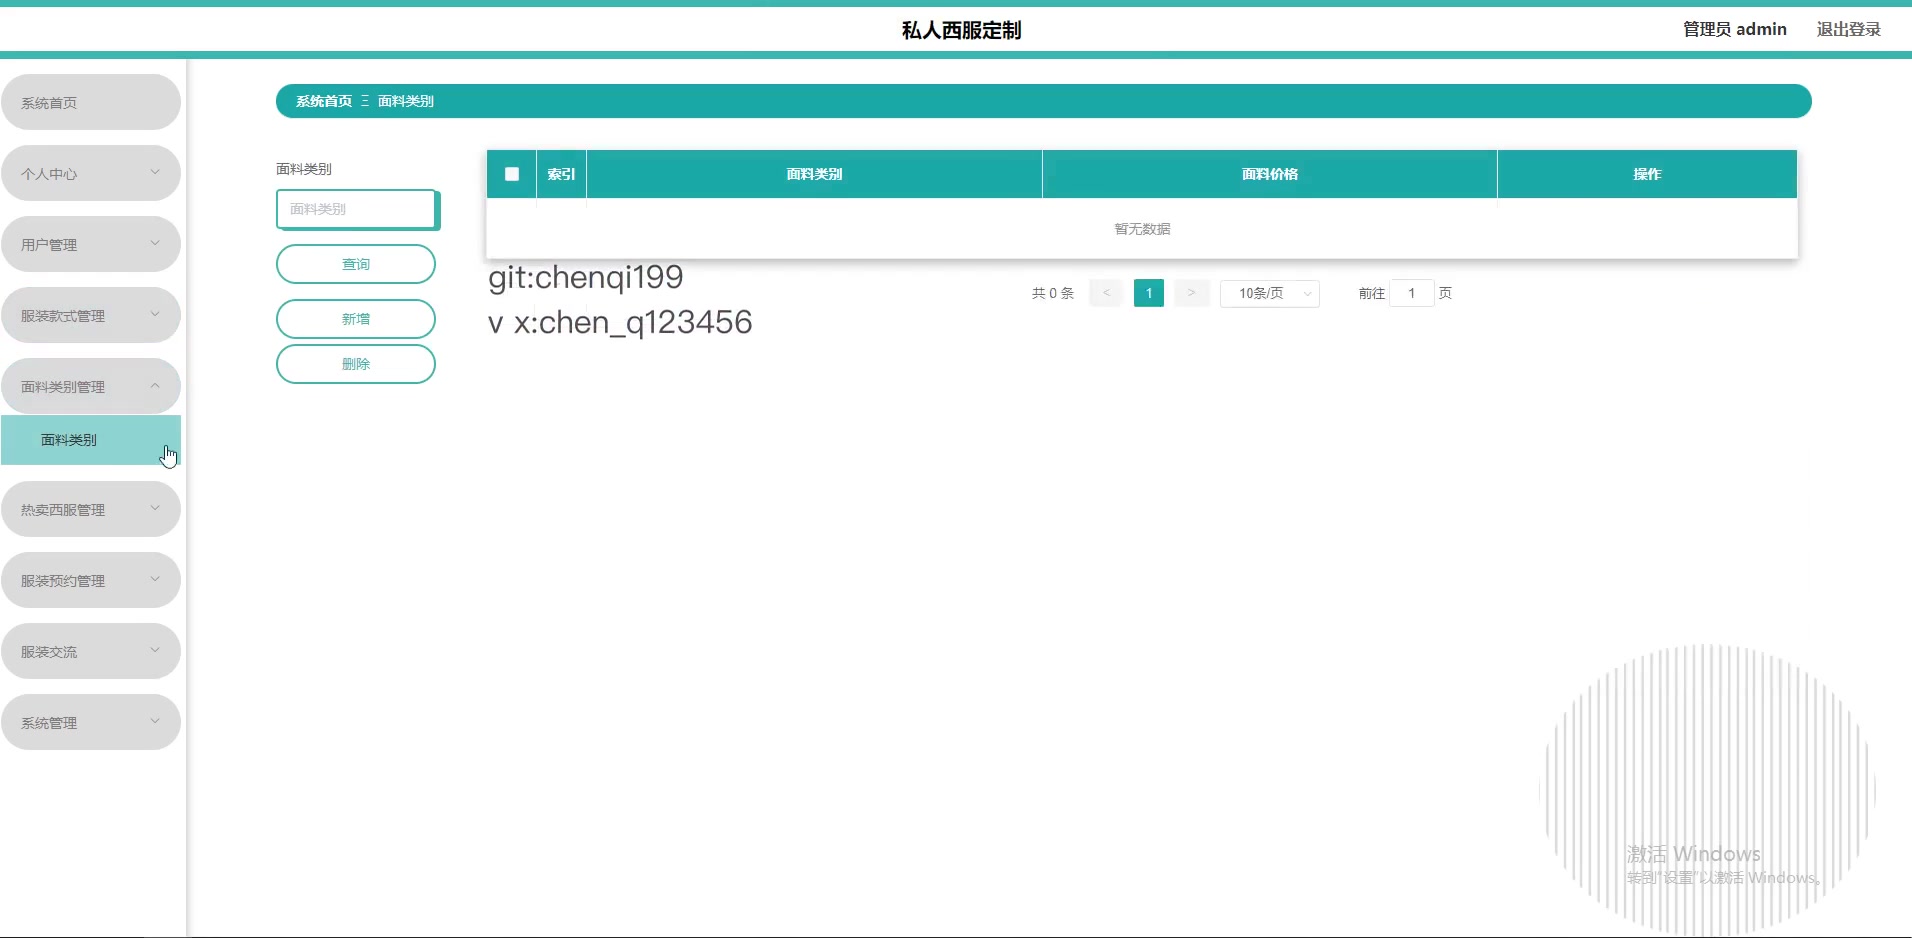 私人西服定制
管理员 admin
退出登录
系统首页
个人中心
用户管理
服装款式管理
面料类别管理
面料类别
热卖西服管理
服装预约管理
服装交流
系统管理
系统首页 Ξ 面料类别
面料类别
面料类别
查询
新增
删除
索引 面料类别 面料价格 操作
暂无数据
git:chenqi199
v x:chen_q123456
共 0 条 < 1 > 10条/页 前往 1 页
激活 Windows
转到"设置"以激活 Windows。